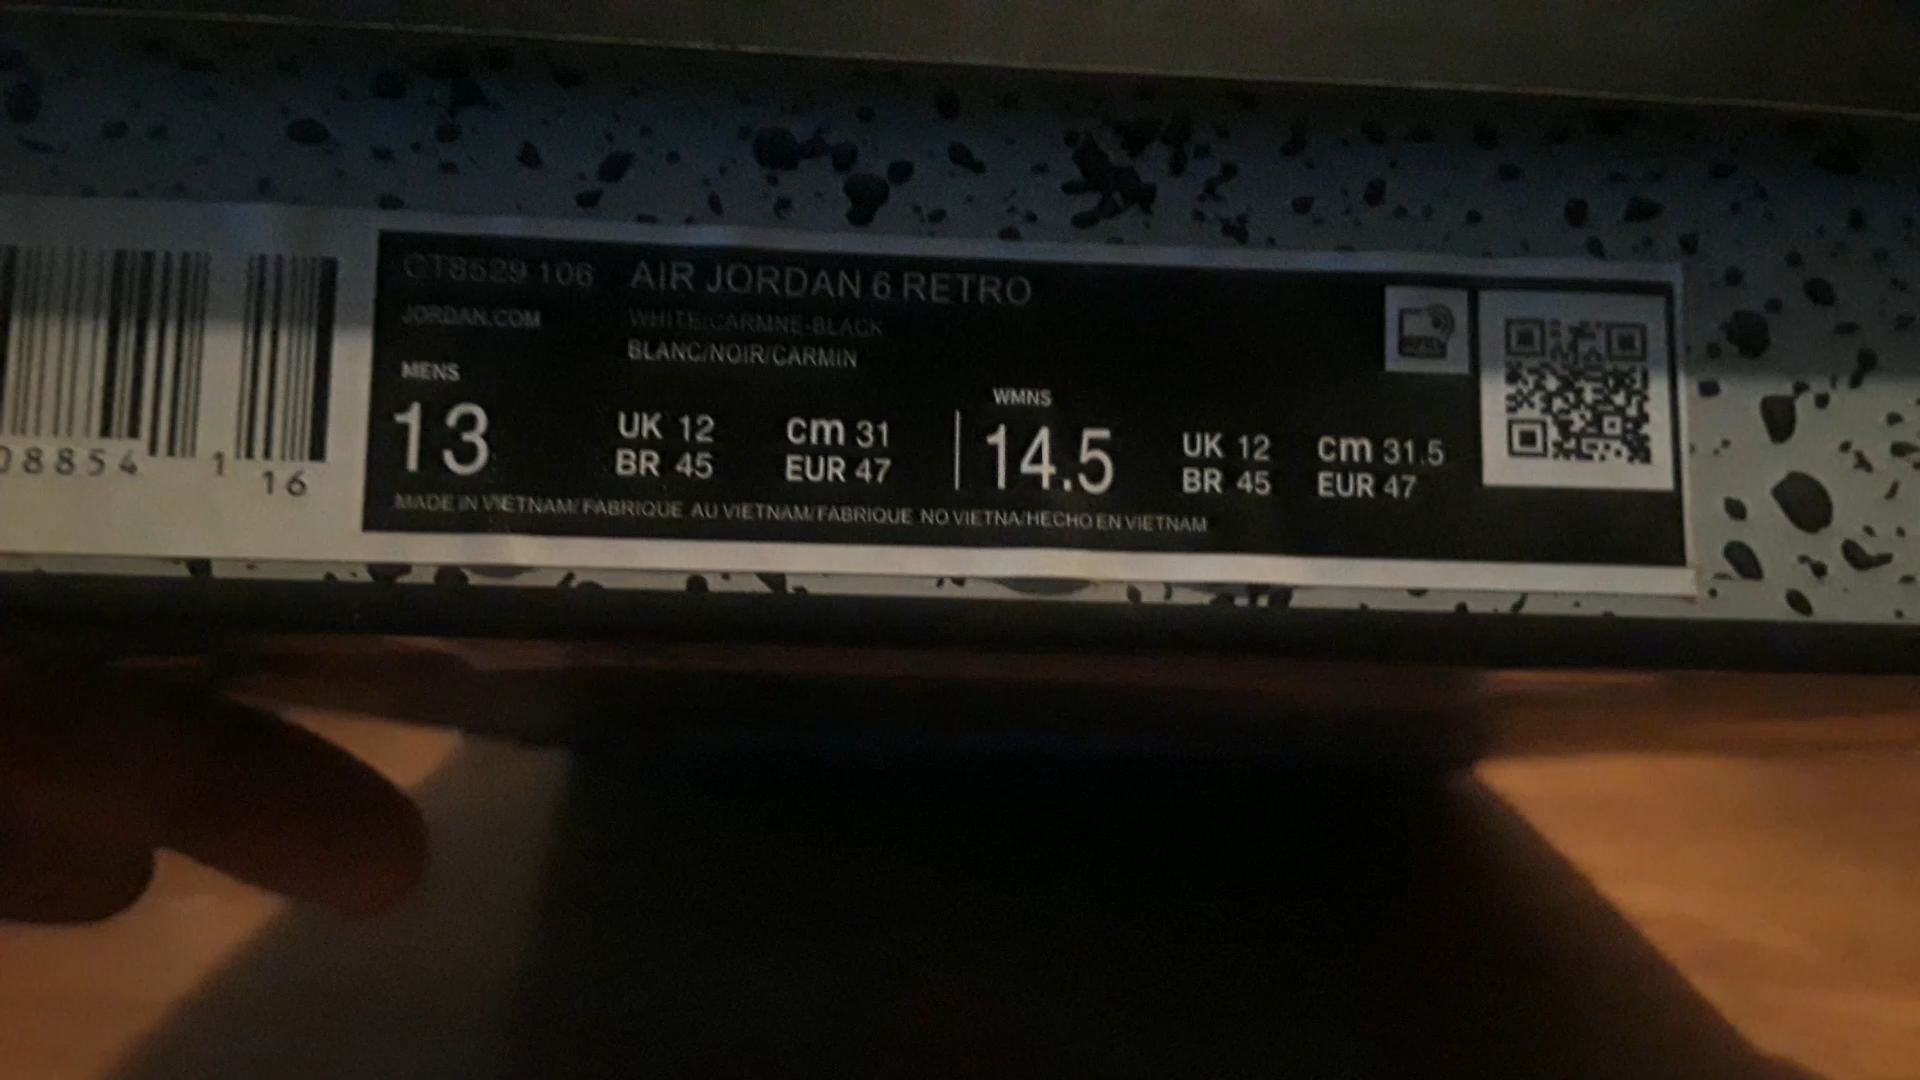 CT8529 106 AIR JORDAN 6 RETRO
JORDAN.COM WHITE/CARMNE-BLACK
BLANC/NOIR/CARMIN
MENS WMNS
13 UK 12 cm 31 14.5 UK 12 cm 31.5
BR 45 EUR 47 BR 45 EUR 47
MADE IN VIETNAM/ FABRIQUE AU VIETNAM/FABRIQUE NO VIETNA/HECHO EN VIETNAM
08854 1
16